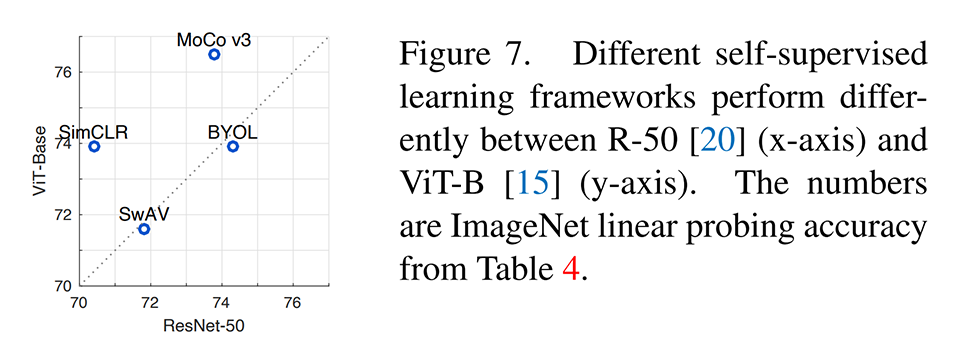 MoCo v3
76
SimCLR
BYOL
74
ViT-Base
SwAV
72
70
70 72 74 76
ResNet-50
Figure 7. Different self-supervised
learning frameworks perform differ-
ently between R-50 [20] (x-axis) and
ViT-B [15] (y-axis). The numbers
are ImageNet linear probing accuracy
from Table 4.